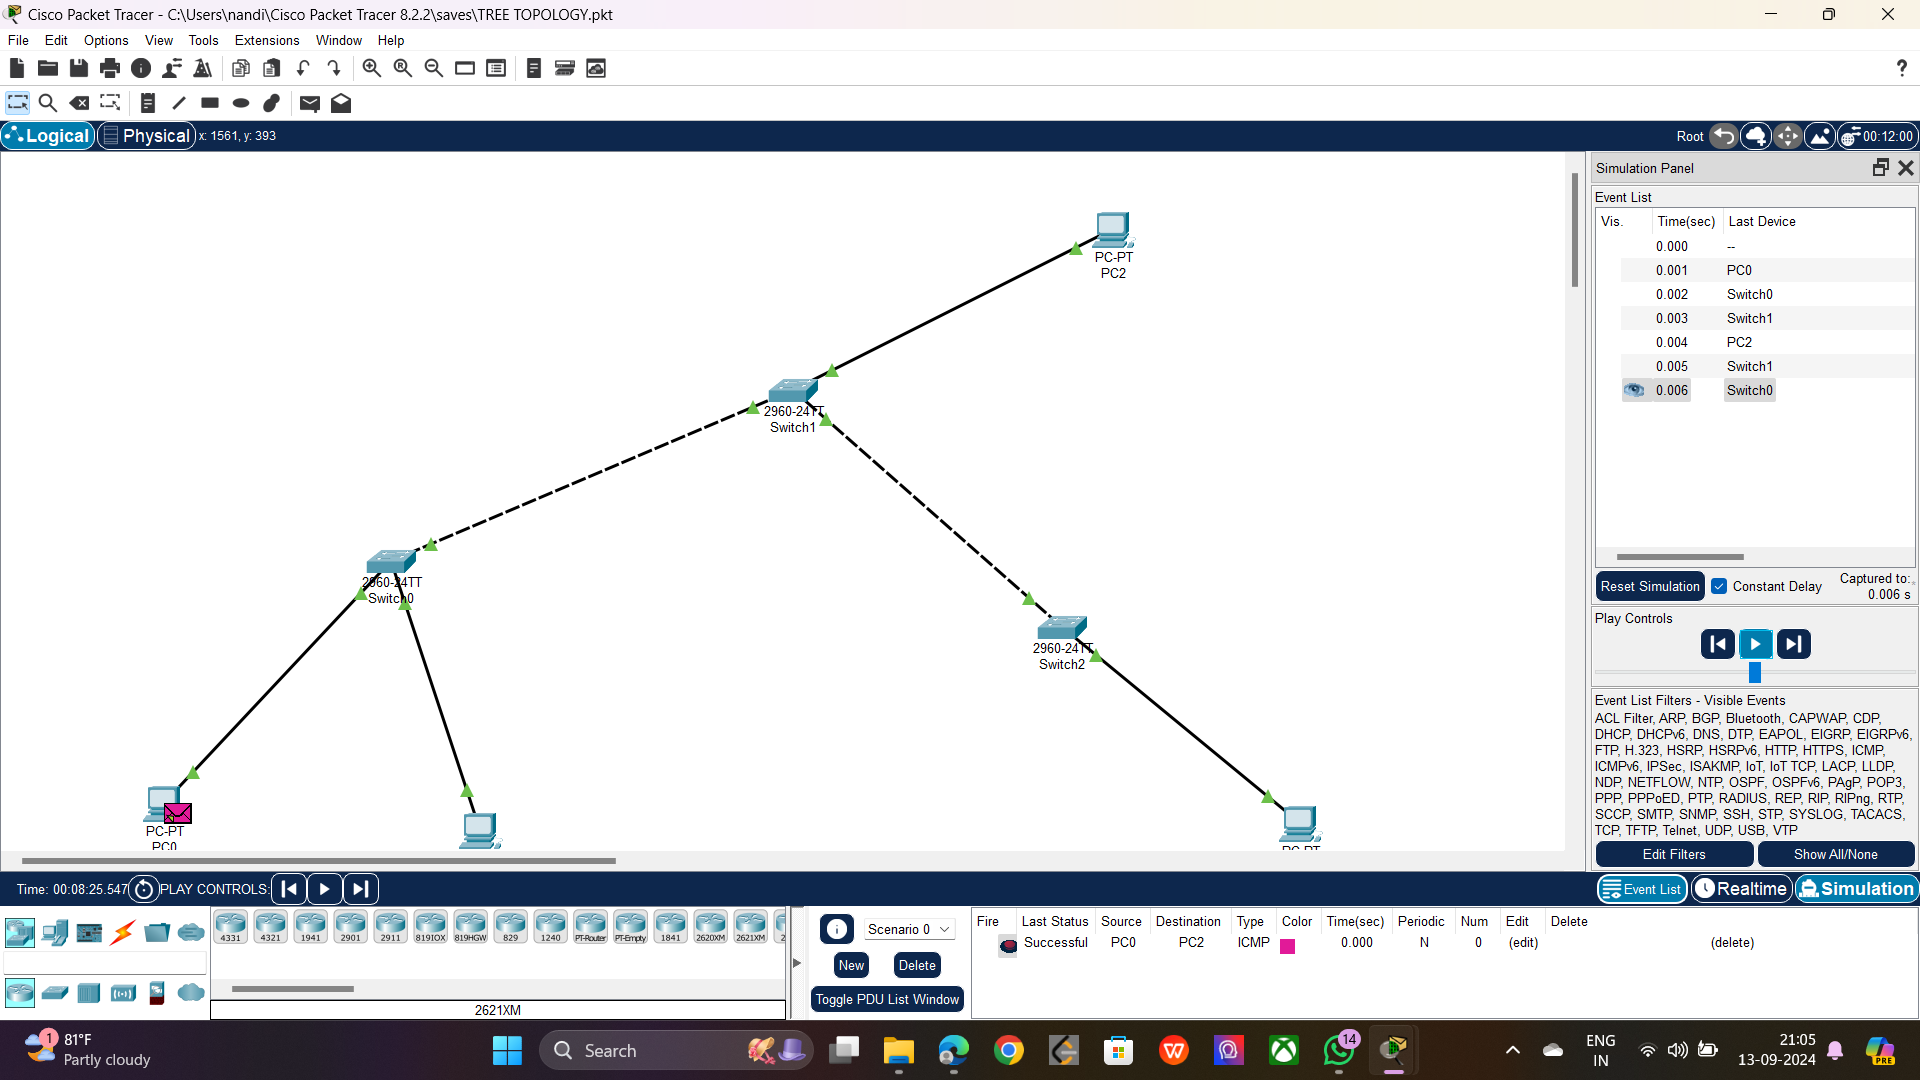 Cisco Packet Tracer - C:\Users\nandi\Cisco Packet Tracer 8.2.2\saves\TREE TOPOLOGY.pkt
File Edit Options View Tools Extensions Window Help
?
Logical Physical x: 1561, y: 393 Root 00:12:00
PC-PT
PC2
2960-24TT
Switch1
2960-24TT
Switch0
2960-24TT
Switch2
PC-PT
PC0
PC-PT
Simulation Panel
Event List
Vis. Time(sec) Last Device
0.000 --
0.001 PC0
0.002 Switch0
0.003 Switch1
0.004 PC2
0.005 Switch1
0.006 Switch0
Reset Simulation Constant Delay Captured to:
0.006 s
Play Controls
Event List Filters - Visible Events
ACL Filter, ARP, BGP, Bluetooth, CAPWAP, CDP,
DHCP, DHCPv6, DNS, DTP, EAPOL, EIGRP, EIGRPv6,
FTP, H.323, HSRP, HSRPv6, HTTP, HTTPS, ICMP,
ICMPv6, IPSec, ISAKMP, IoT, IoT TCP, LACP, LLDP,
NDP, NETFLOW, NTP, OSPF, OSPFv6, PAgP, POP3,
PPP, PPPoED, PTP, RADIUS, REP, RIP, RIPng, RTP,
SCCP, SMTP, SNMP, SSH, STP, SYSLOG, TACACS,
TCP, TFTP, Telnet, UDP, USB, VTP
Edit Filters Show All/None
Time: 00:08:25.547 PLAY CONTROLS:
Event List Realtime Simulation
4331 4321 1941 2901 2911 819IOX 819HGW 829 1240 PT-Router PT-Empty 1841 2620XM 2621XM
2621XM
Scenario 0
New Delete
Toggle PDU List Window
Fire Last Status Source Destination Type Color Time(sec) Periodic Num Edit Delete
Successful PC0 PC2 ICMP 0.000 N 0 (edit) (delete)
1
81°F
Partly cloudy
Search
14
ENG
IN
21:05
13-09-2024
PRE